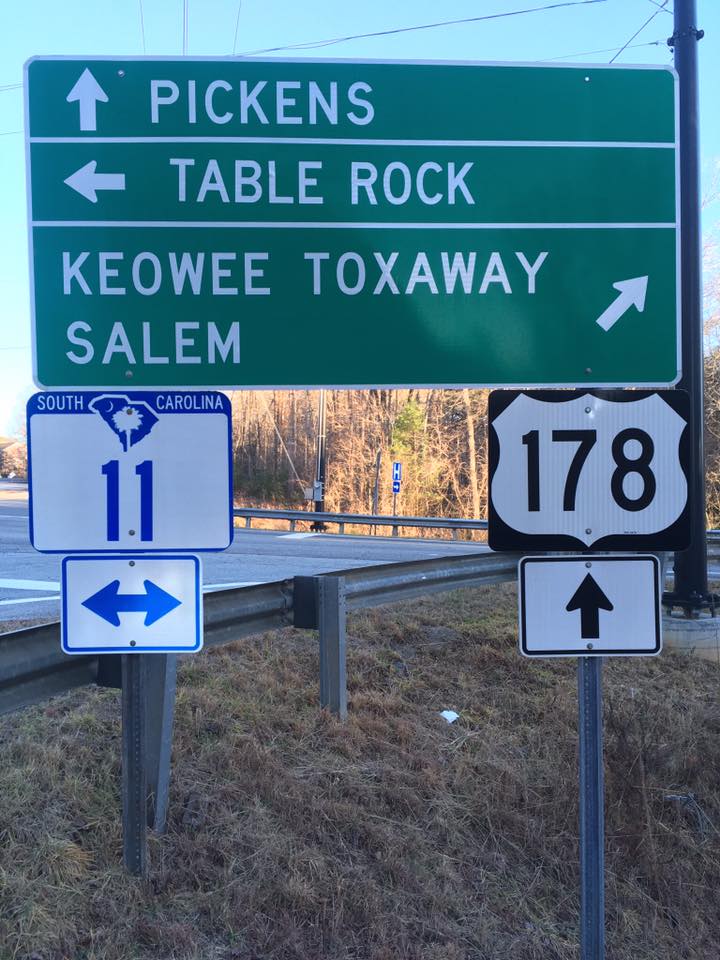 PICKENS
TABLE ROCK
KEOWEE TOXAWAY
SALEM
SOUTH CAROLINA
11
178
H